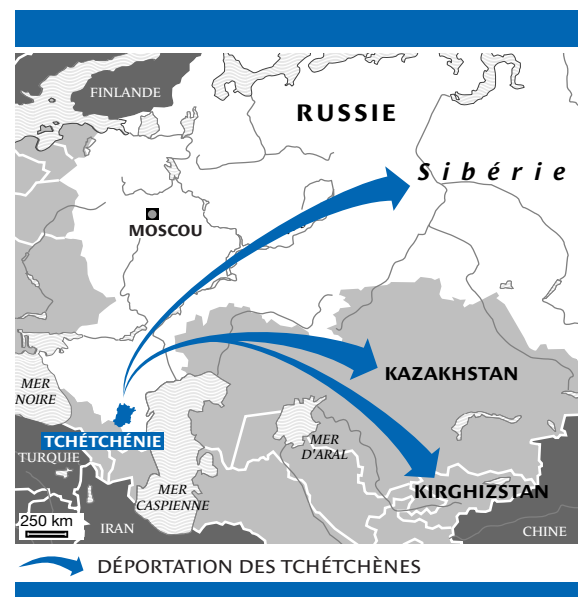 FINLANDE
RUSSIE
Sibérie
MOSCOU
MER
NOIRE
KAZAKHSTAN
TCHÉTCHÉNIE
MER
D'ARAL
TURQUIE
MER
CASPIENNE
KIRGHIZSTAN
250 km
IRAN
CHINE
DÉPORTATION DES TCHÉTCHÈNES